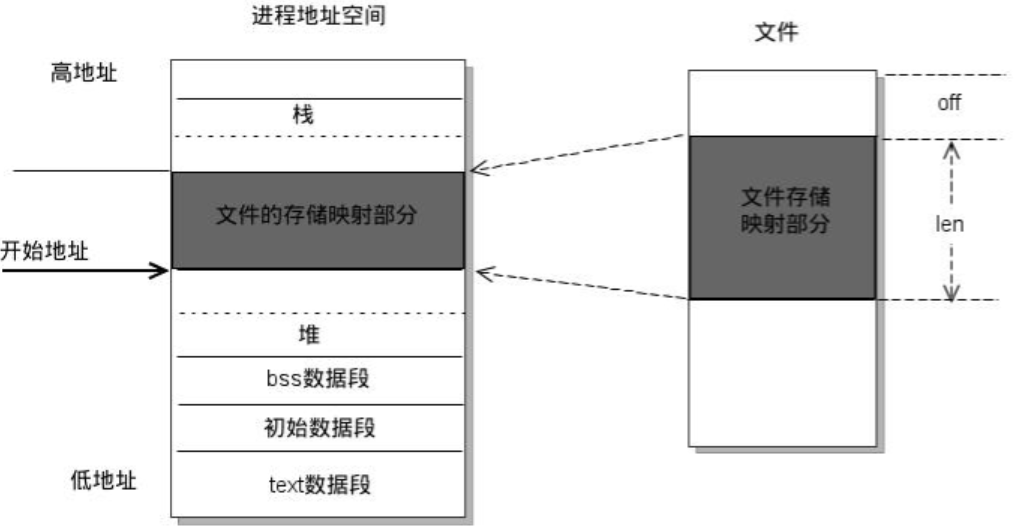 进程地址空间
文件
高地址
栈
off
文件的存储映射部分
文件存储
映射部分
len
开始地址
堆
bss数据段
初始数据段
低地址
text数据段